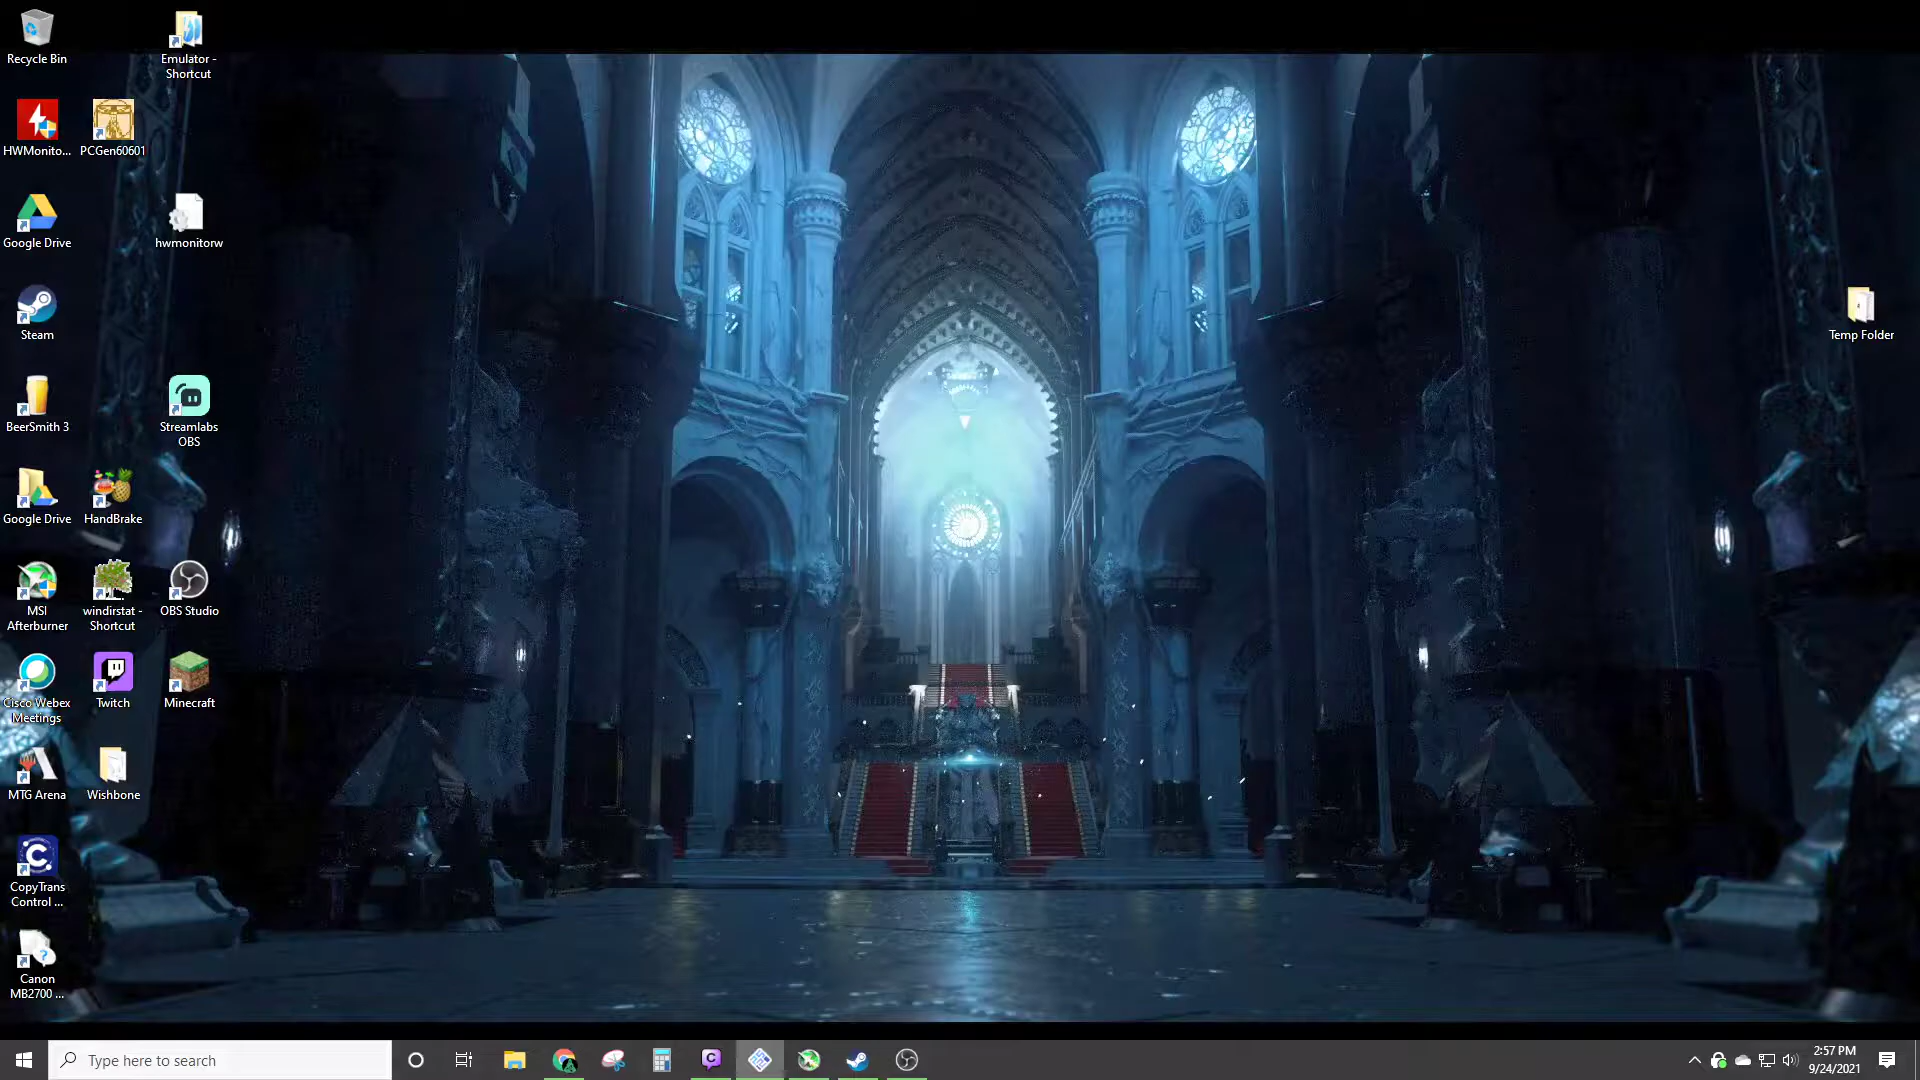 Recycle Bin
Emulator -
Shortcut
HWMonito...
PCGen60601
Google Drive
hwmonitorw
Steam
Temp Folder
BeerSmith 3
Streamlabs
OBS
Google Drive
HandBrake
MSI
Afterburner
windirstat -
Shortcut
OBS Studio
Cisco Webex
Meetings
Twitch
Minecraft
MTG Arena
Wishbone
CopyTrans
Control ...
Canon
MB2700 ...
Type here to search
2:57 PM
9/24/2021